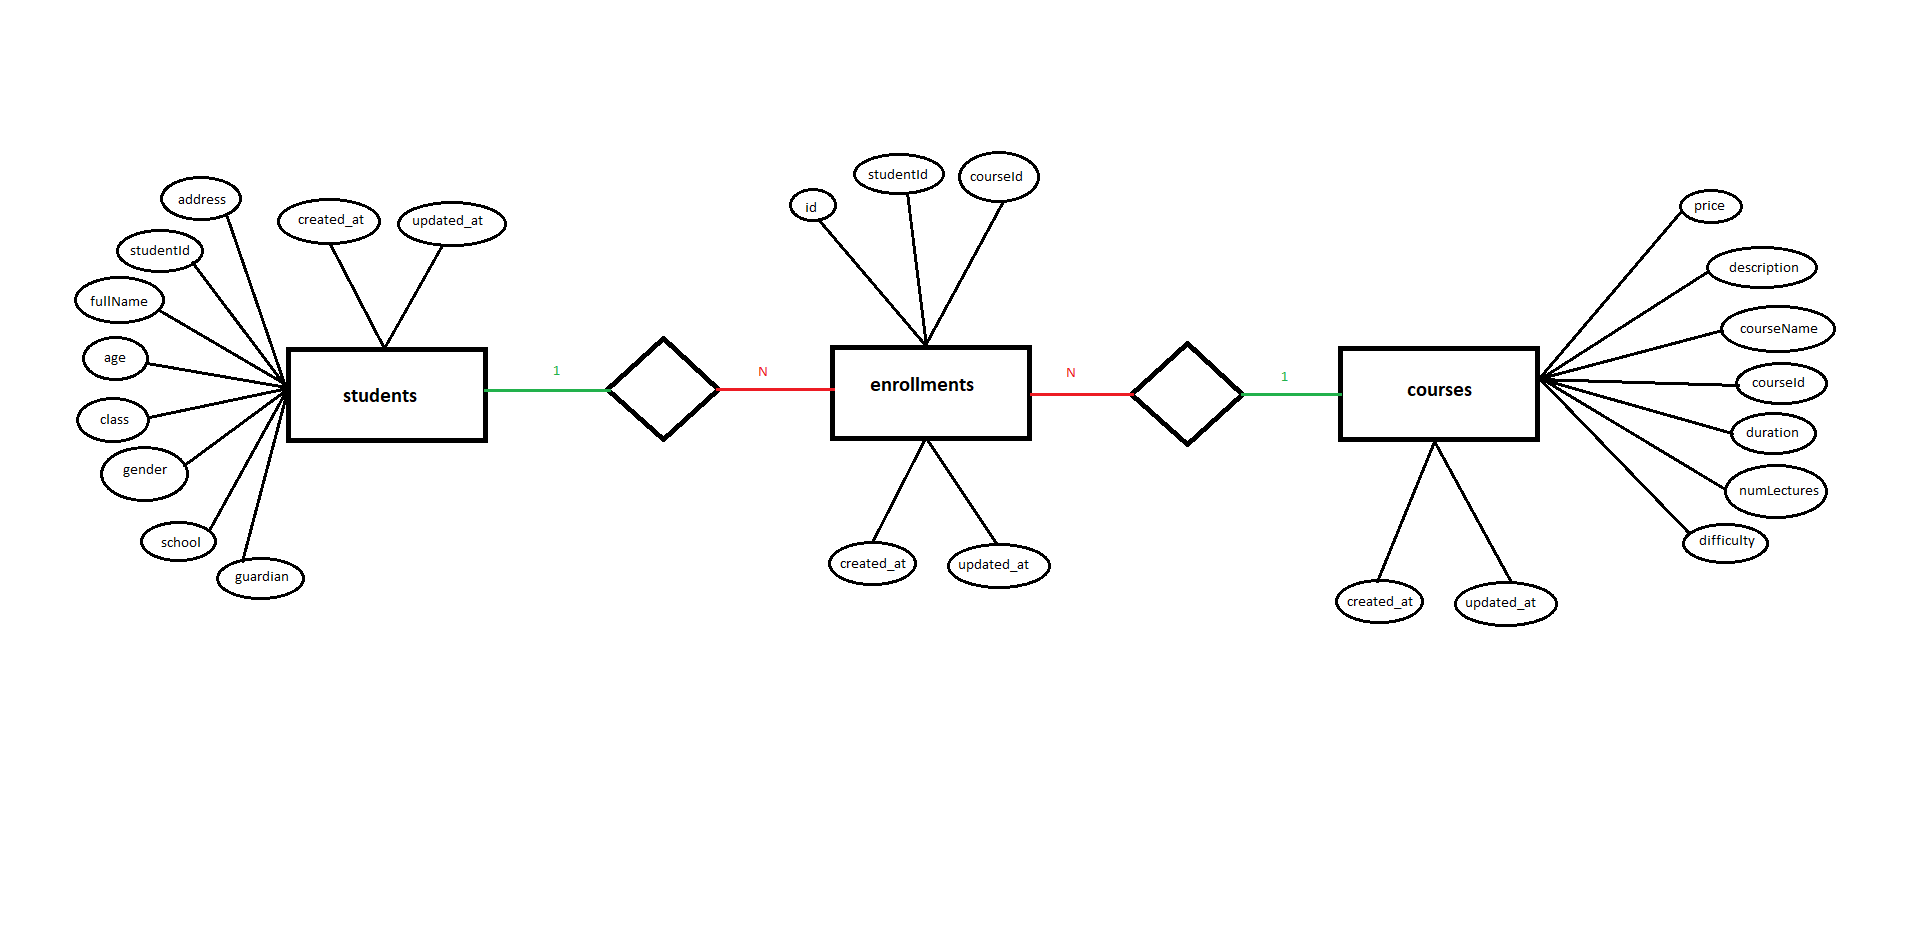 address
studentId
fullName
age
class
gender
school
guardian
created_at
updated_at
students
1
N
id
studentId
courseId
enrollments
created_at
updated_at
N
1
courses
price
description
courseName
courseId
duration
numLectures
difficulty
created_at
updated_at